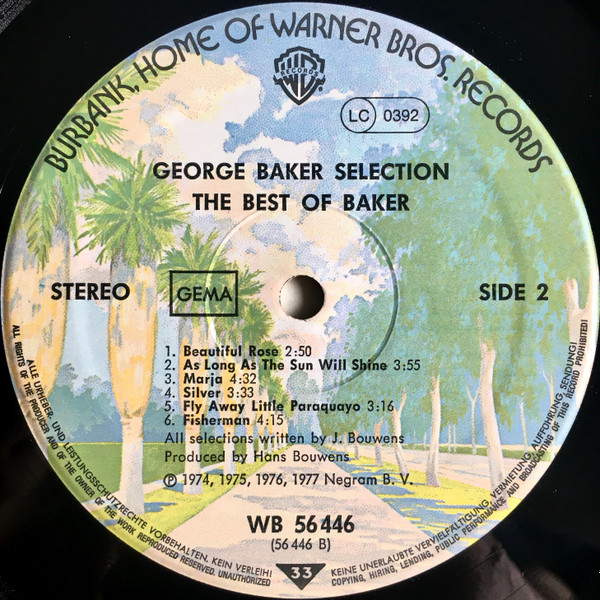 BURBANK, HOME OF WARNER BROS. RECORDS
RECORDS
LC 0392
GEORGE BAKER SELECTION
THE BEST OF BAKER
STEREO
GEMA
SIDE 2
1. Beautiful Rose 2:50
2. As Long As The Sun Will Shine 3:55
3. Marja 4:32
4. Silver 3:33
5. Fly Away Little Paraquayo 3:16
6. Fisherman 4:15
All selections written by J. Bouwens
Produced by Hans Bouwens
℗ 1974, 1975, 1976, 1977 Negram B. V.
WB 56 446
(56 446 B)
33
ALLE URHEBER- UND LEISTUNGSSCHUTZRECHTE VORBEHALTEN. KEIN VERLEIH! KEINE UNERLAUBTE VERVIELFÄLTIGUNG, VERMIETUNG, AUFFÜHRUNG, SENDUNG!
ALL RIGHTS OF THE PRODUCER AND OF THE OWNER OF THE WORK REPRODUCED RESERVED. UNAUTHORIZED COPYING, HIRING, LENDING, PUBLIC PERFORMANCE AND BROADCASTING OF THIS RECORD PROHIBITED!